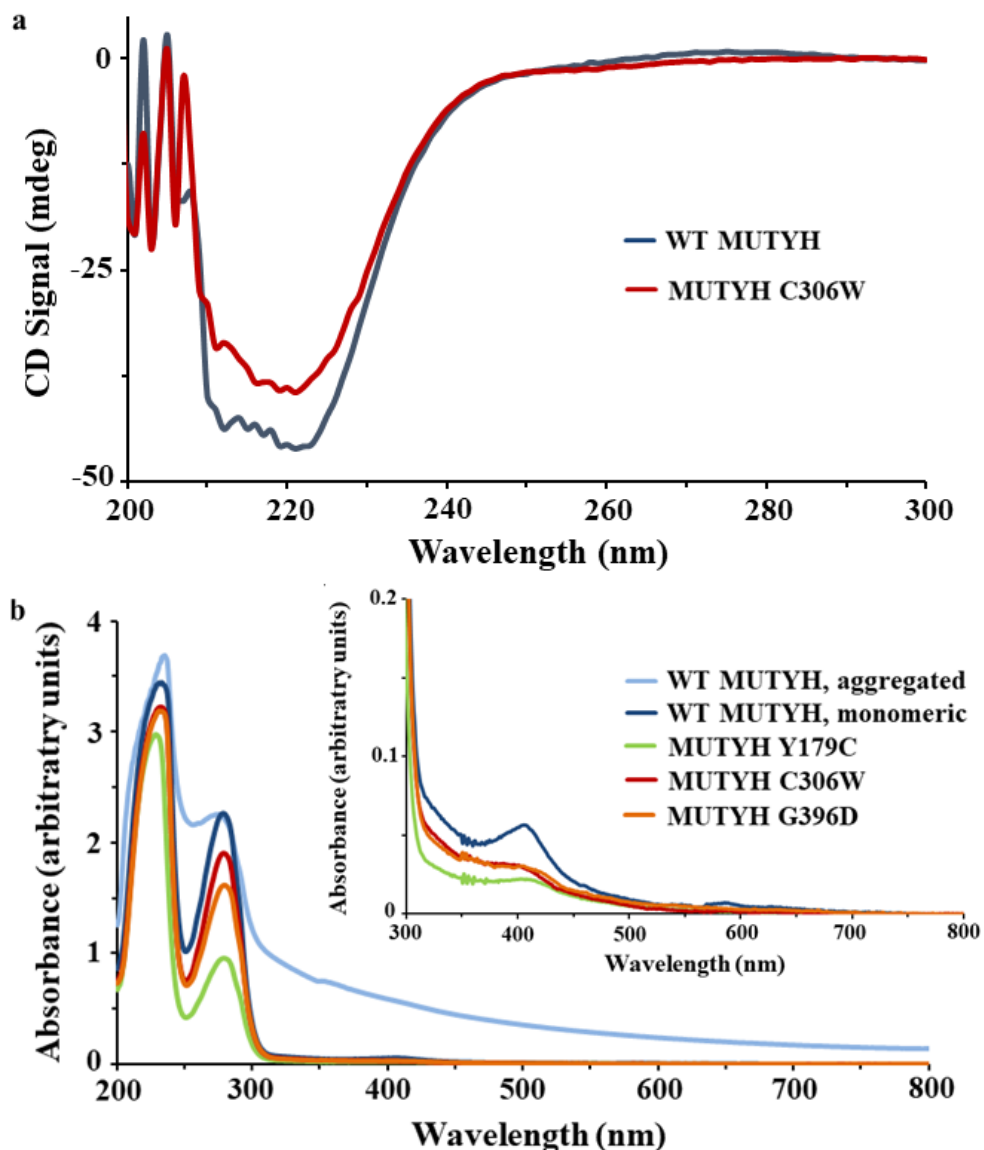 a
0
-25
-50
CD Signal (mdeg)
WT MUTYH
MUTYH C306W
200 220 240 260 280 300
Wavelength (nm)
b
4
3
2
1
0
Absorbance (arbitratry units)
200 300 400 500 600 700 800
Wavelength (nm)
0.2
0.1
0
Absorbance (arbitratry units)
300 400 500 600 700 800
Wavelength (nm)
WT MUTYH, aggregated
WT MUTYH, monomeric
MUTYH Y179C
MUTYH C306W
MUTYH G396D